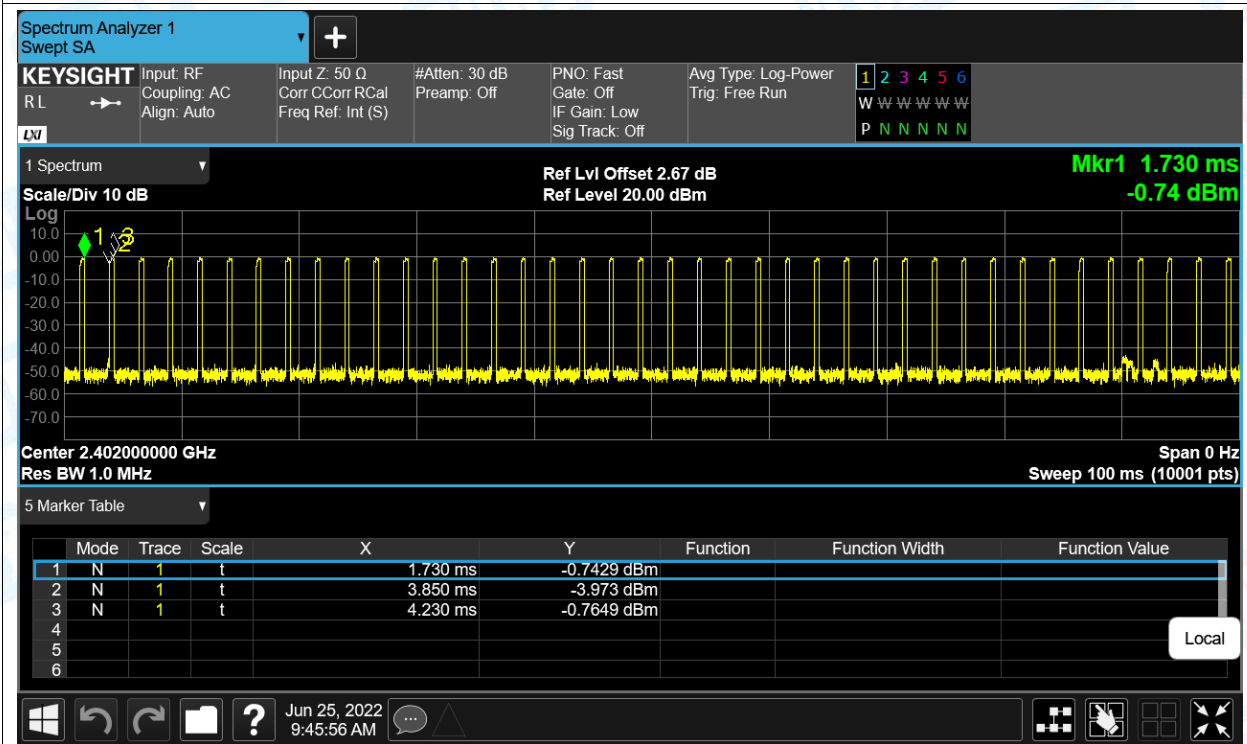 Spectrum Analyzer 1
Swept SA
+
KEYSIGHT Input: RF Input Z: 50 Ω #Atten: 30 dB PNO: Fast Avg Type: Log-Power 1 2 3 4 5 6
RL Coupling: AC Corr CCorr RCal Preamp: Off Gate: Off Trig: Free Run W W W W W W
Align: Auto Freq Ref: Int (S) IF Gain: Low
LXI Sig Track: Off P N N N N N
1 Spectrum Ref Lvl Offset 2.67 dB Mkr1 1.730 ms
Scale/Div 10 dB Ref Level 20.00 dBm -0.74 dBm
Log
10.0
0.00
-10.0
-20.0
-30.0
-40.0
-50.0
-60.0
-70.0
1 2 3
Center 2.402000000 GHz Span 0 Hz
Res BW 1.0 MHz Sweep 100 ms (10001 pts)
5 Marker Table
Mode Trace Scale X Y Function Function Width Function Value
1 N 1 t 1.730 ms -0.7429 dBm
2 N 1 t 3.850 ms -3.973 dBm
3 N 1 t 4.230 ms -0.7649 dBm
4
5
6
Local
? Jun 25, 2022
9:45:56 AM